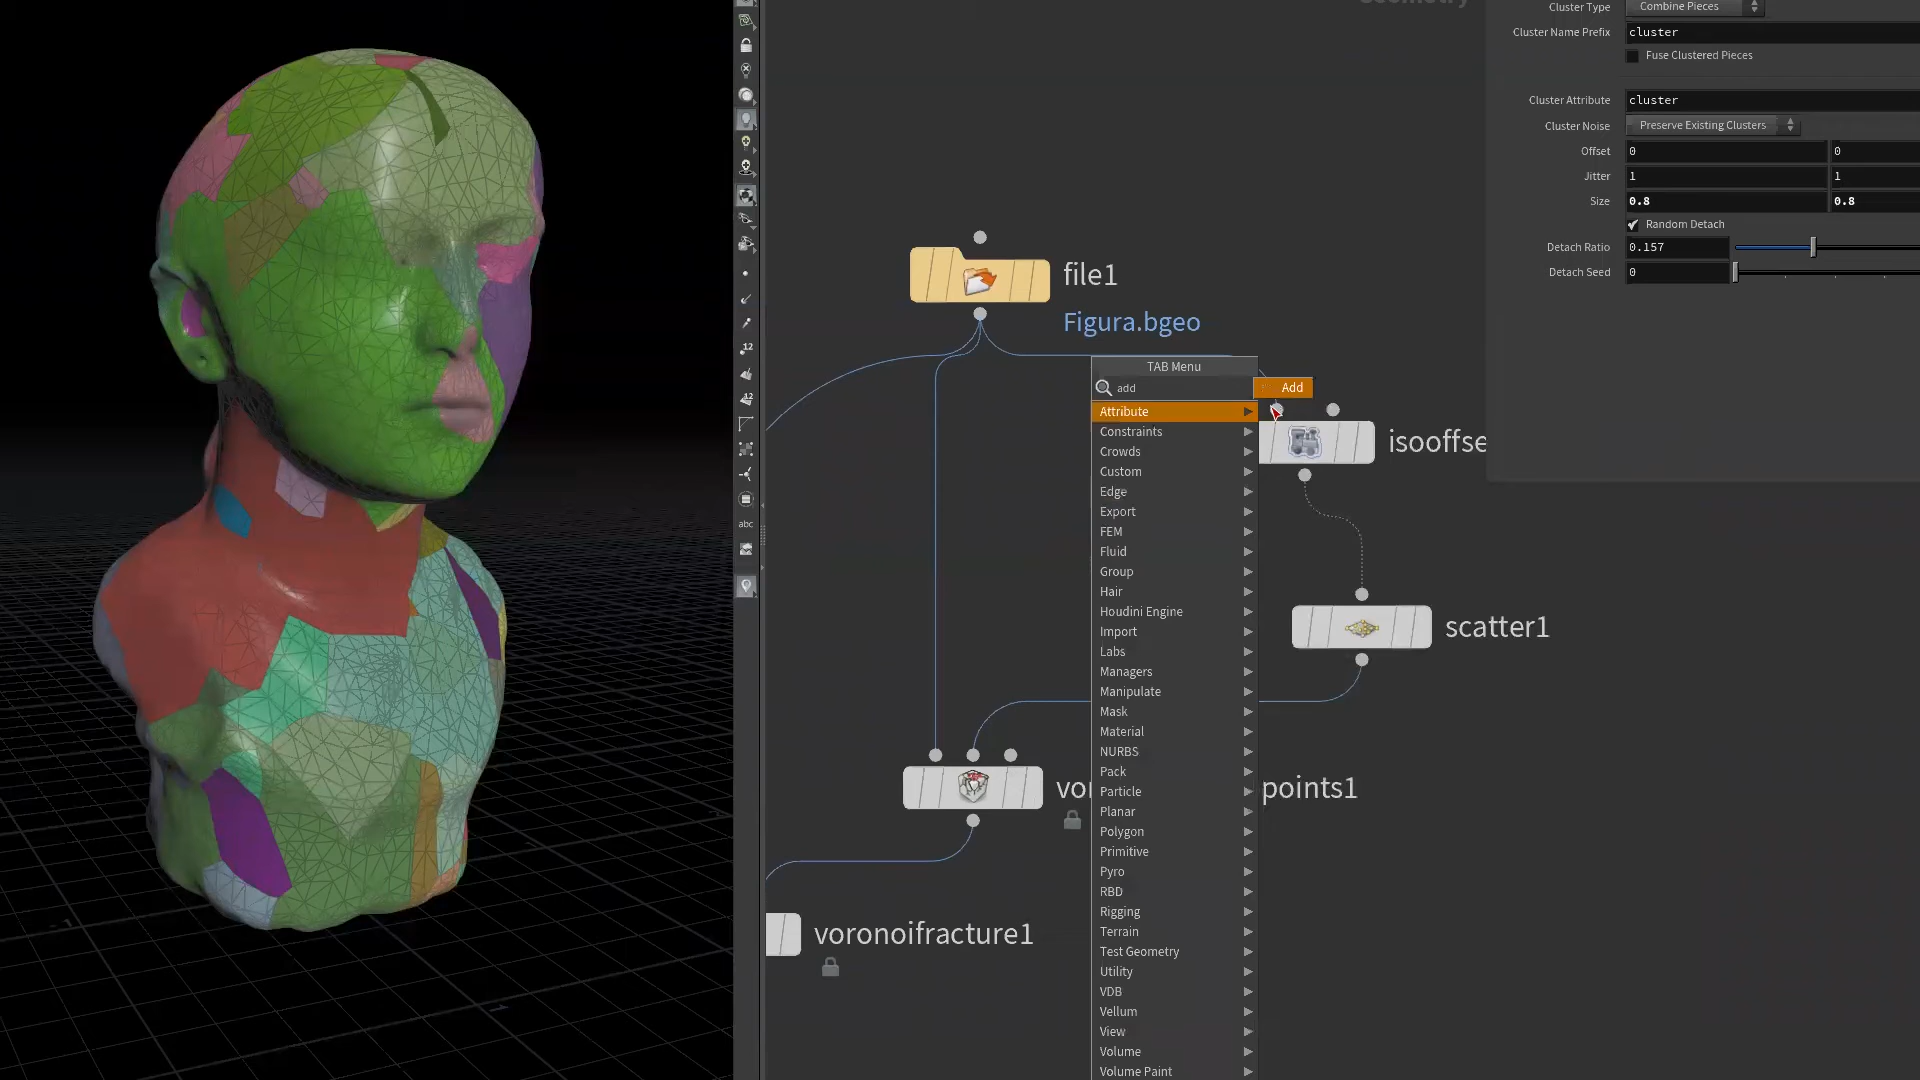 Geometry
Cluster Type
Combine Pieces
Cluster Name Prefix
cluster
Fuse Clustered Pieces
Cluster Attribute
cluster
Cluster Noise
Preserve Existing Clusters
Offset
0
0
Jitter
1
1
Size
0.8
0.8
Random Detach
Detach Ratio
0.157
Detach Seed
0
file1
Figura.bgeo
TAB Menu
add
Add
Attribute
Constraints
Crowds
Custom
Edge
Export
FEM
Fluid
Group
Hair
Houdini Engine
Import
Labs
Managers
Manipulate
Mask
Material
NURBS
Pack
Particle
Planar
Polygon
Primitive
Pyro
RBD
Rigging
Terrain
Test Geometry
Utility
VDB
Vellum
View
Volume
Volume Paint
isooffse
scatter1
vor
points1
voronoifracture1
12
12
abc